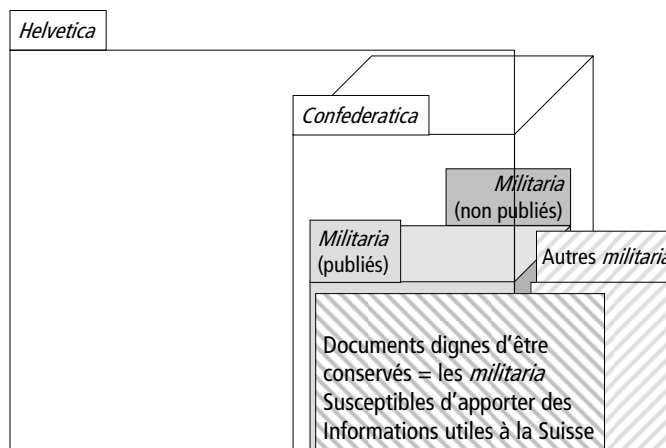 Helvetica
Confederatica
Militaria
(non publiés)
Militaria
(publiés)
Autres militaria
Documents dignes d'être
conservés = les militaria
Susceptibles d'apporter des
Informations utiles à la Suisse